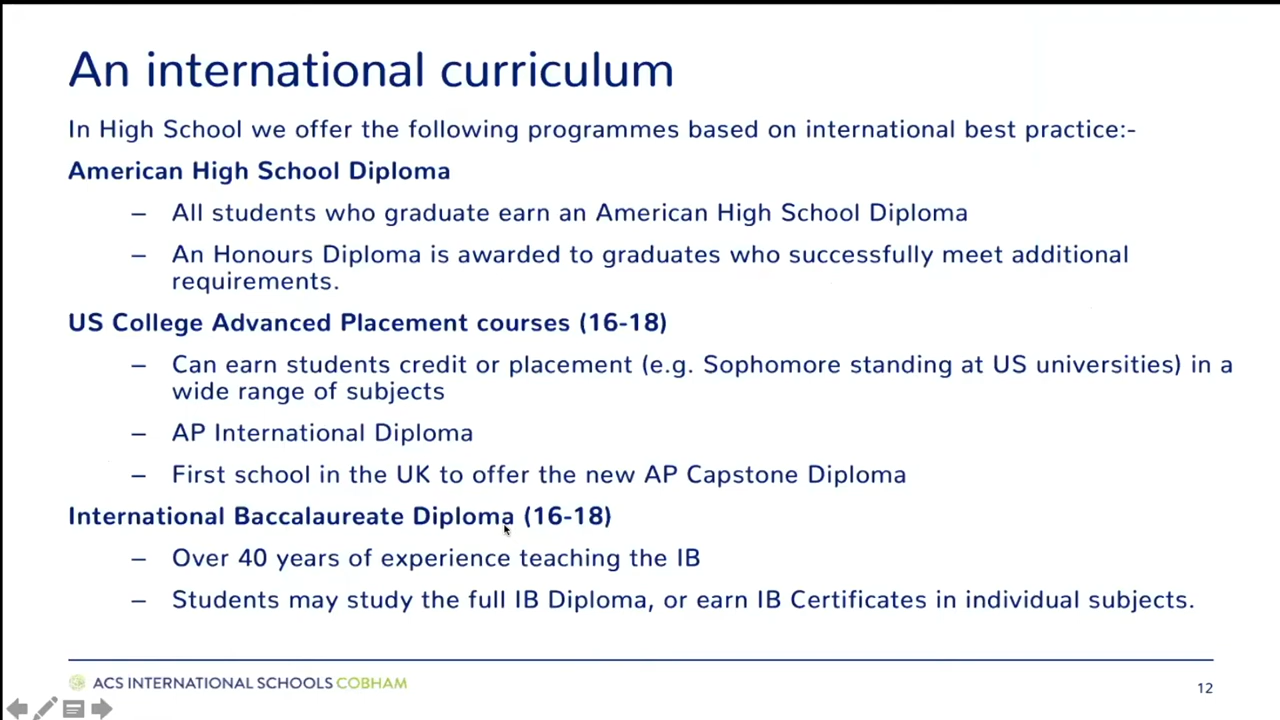 An international curriculum
In High School we offer the following programmes based on international best practice:-
American High School Diploma
– All students who graduate earn an American High School Diploma
– An Honours Diploma is awarded to graduates who successfully meet additional
requirements.
US College Advanced Placement courses (16-18)
– Can earn students credit or placement (e.g. Sophomore standing at US universities) in a
wide range of subjects
– AP International Diploma
– First school in the UK to offer the new AP Capstone Diploma
International Baccalaureate Diploma (16-18)
– Over 40 years of experience teaching the IB
– Students may study the full IB Diploma, or earn IB Certificates in individual subjects.
ACS INTERNATIONAL SCHOOLS COBHAM
12